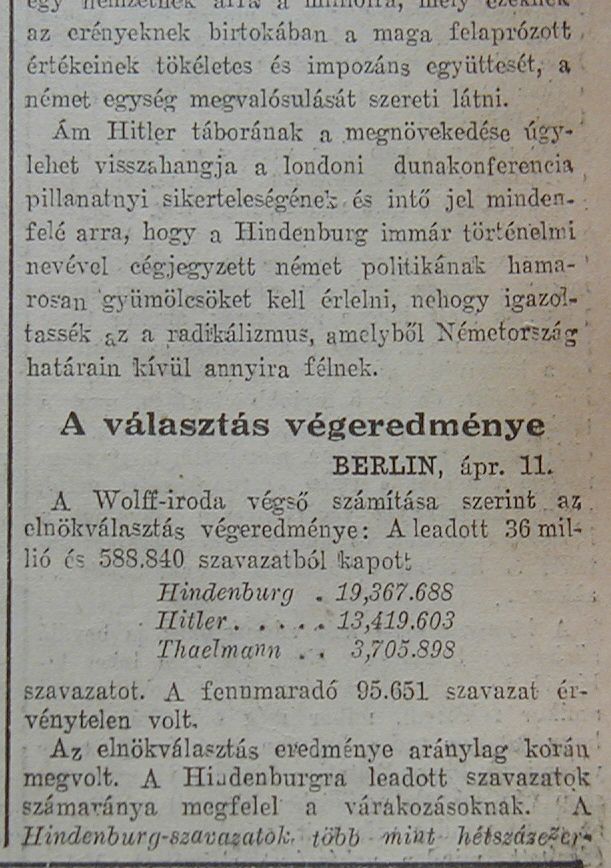 egy nemzetnek arra a
az erényeknek birtokában a maga felaprózott
értékeinek tökéletes és impozáns együttesét, a
német egység megvalósulását szereti látni.
Ám Hitler táborának a megnövekedése úgy-
lehet visszahangja a londoni dunakonferencia
pillanatnyi sikerteleségének és intő jel minden-
felé arra, hogy a Hindenburg immár történelmi
nevével cégjegyzett német politikának hama-
rosan gyümölcsöket kell érlelni, nehogy igazol-
tassék az a radikálizmus, amelyből Németország
határain kívül annyira félnek.
A választás végeredménye
BERLIN, ápr. 11.
A Wolff-iroda végső számítása szerint az
elnökválasztás végeredménye: A leadott 36 mil-
lió és 588.840 szavazatból kapott
Hindenburg . 19,367.688
Hitler . . . . . 13,419.603
Thaelmann . . 3,705.898
szavazatot. A fennmaradó 95.651 szavazat ér-
vénytelen volt.
Az elnökválasztás eredménye aránylag korán
megvolt. A Hindenburgra leadott szavazatok
számaránya megfelel a várakozásoknak. A
Hindenburg-szavazatok több mint hétszázezer-